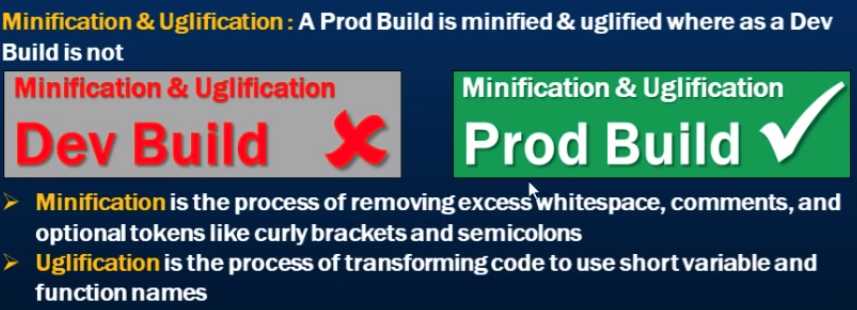 Minification & Uglification : A Prod Build is minified & uglified where as a Dev
Build is not
Minification & Uglification
Dev Build
Minification & Uglification
Prod Build
Minification is the process of removing excess whitespace, comments, and
optional tokens like curly brackets and semicolons
Uglification is the process of transforming code to use short variable and
function names